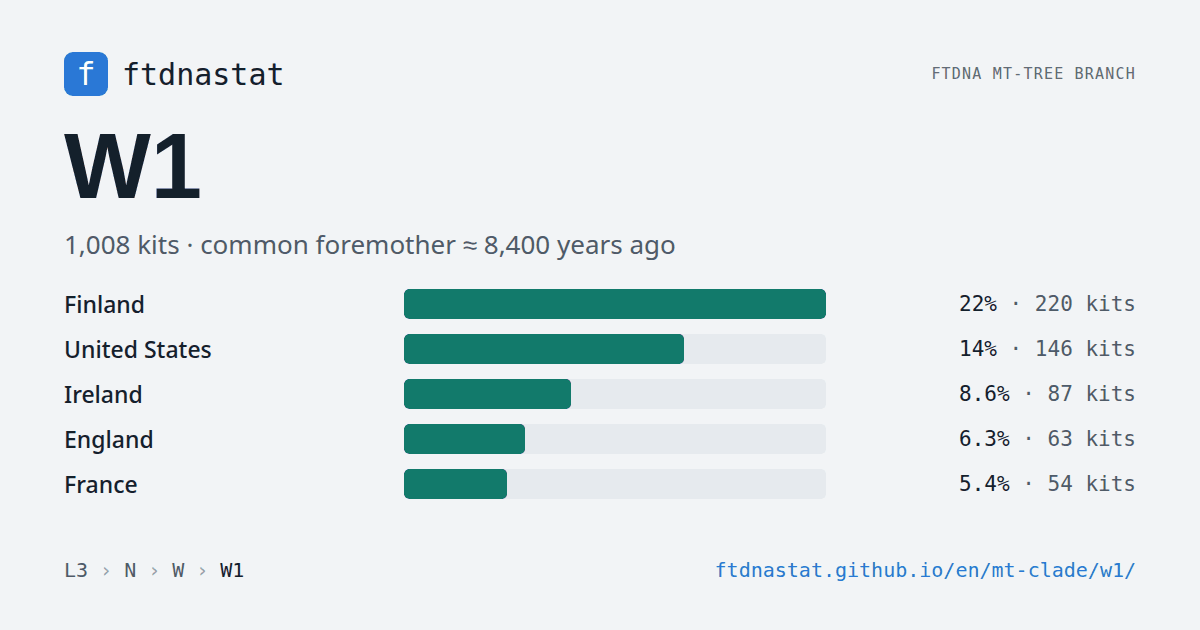 f ftdnastat
FTDNA MT-TREE BRANCH
W1
1,008 kits · common foremother ≈ 8,400 years ago
Finland 22% · 220 kits
United States 14% · 146 kits
Ireland 8.6% · 87 kits
England 6.3% · 63 kits
France 5.4% · 54 kits
L3 › N › W › W1
ftdnastat.github.io/en/mt-clade/w1/